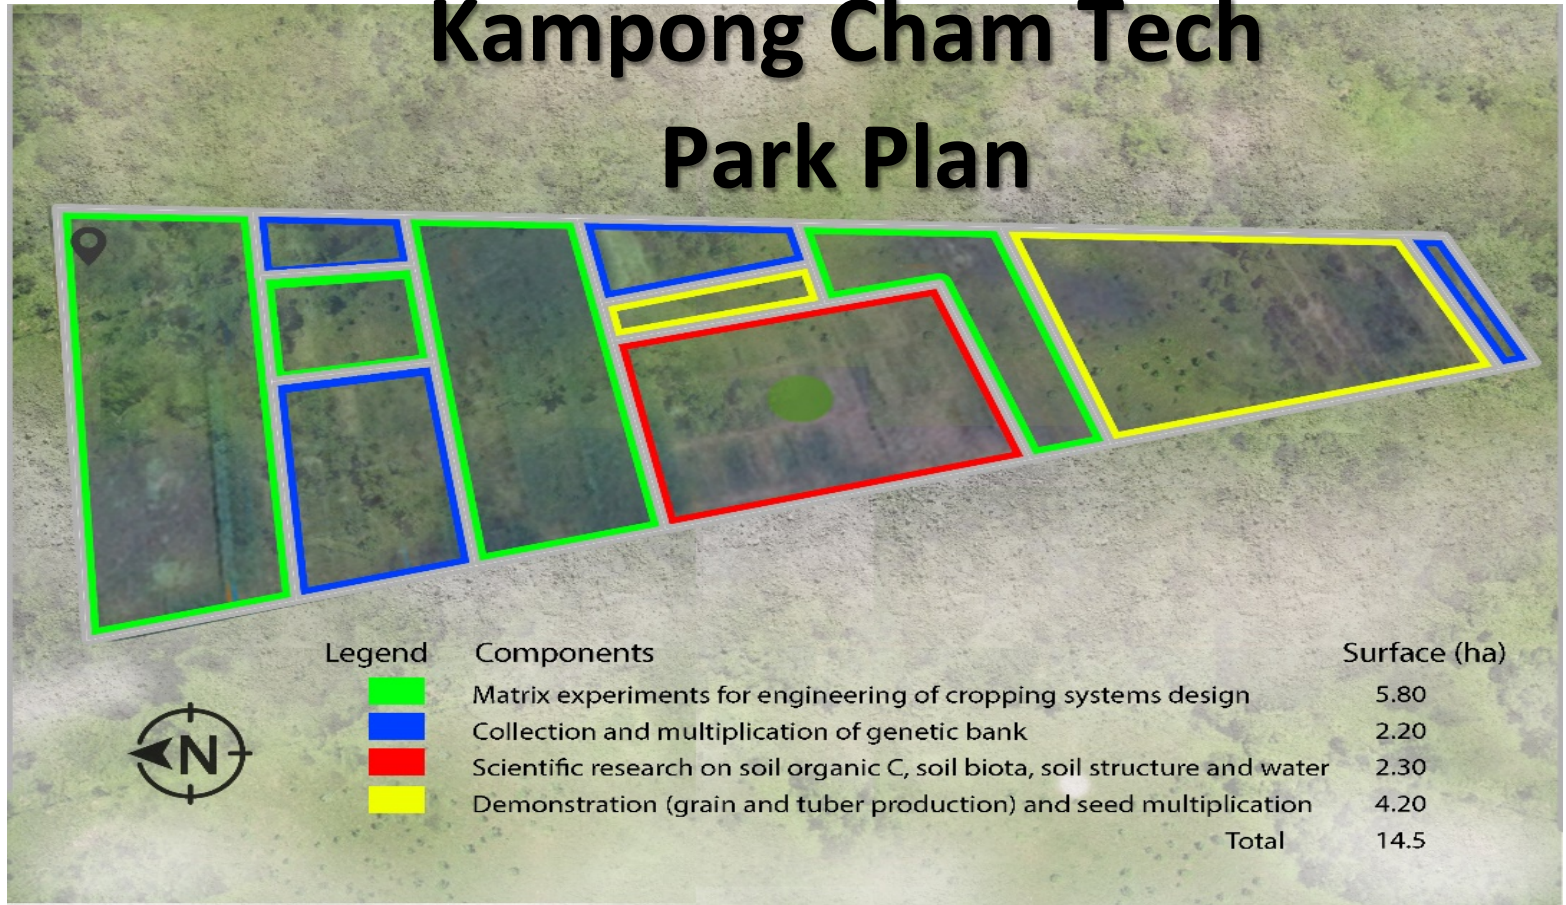 Kampong Cham Tech
Park Plan
Legend Components Surface (ha)
Matrix experiments for engineering of cropping systems design 5.80
Collection and multiplication of genetic bank 2.20
Scientific research on soil organic C, soil biota, soil structure and water 2.30
Demonstration (grain and tuber production) and seed multiplication 4.20
Total 14.5
N